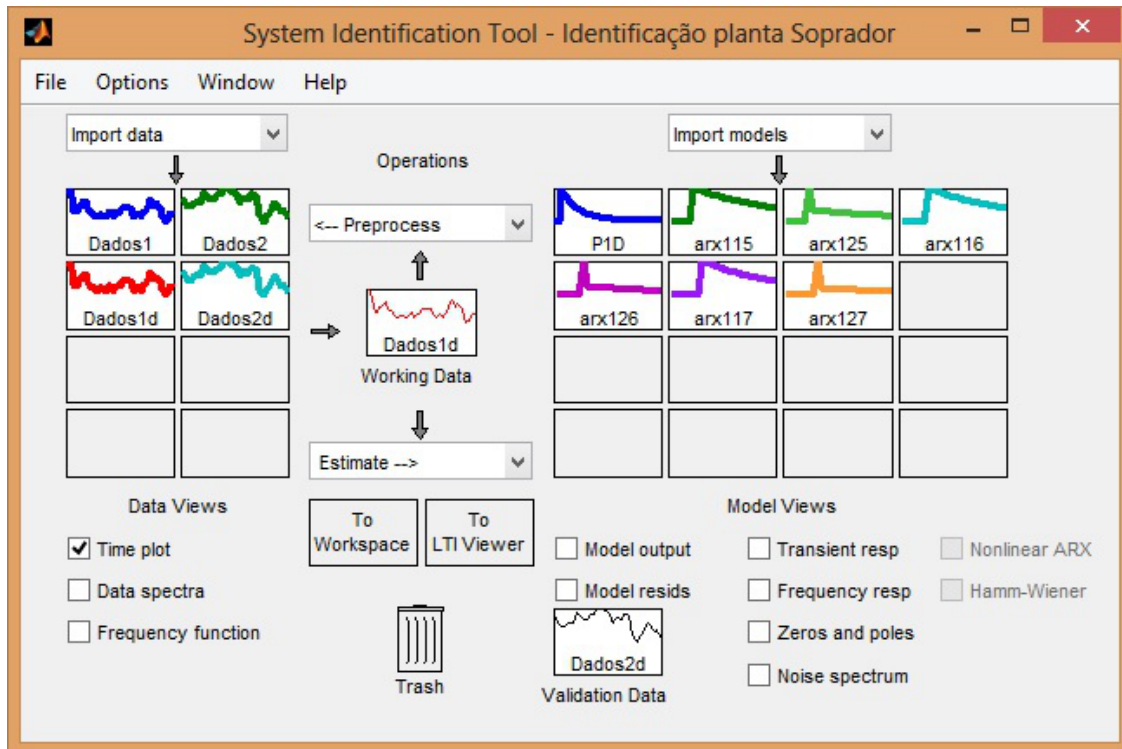 System Identification Tool - Identificação planta Soprador
File Options Window Help
Import data
Import models
Operations
Dados1 Dados2
<-- Preprocess
P1D arx115 arx125 arx116
Dados1d Dados2d
Dados1d
arx126 arx117 arx127
Working Data
Estimate -->
Data Views
Model Views
To Workspace
To LTI Viewer
Time plot
Data spectra
Frequency function
Model output
Model resids
Transient resp
Frequency resp
Zeros and poles
Noise spectrum
Nonlinear ARX
Hamm-Wiener
Trash
Dados2d
Validation Data